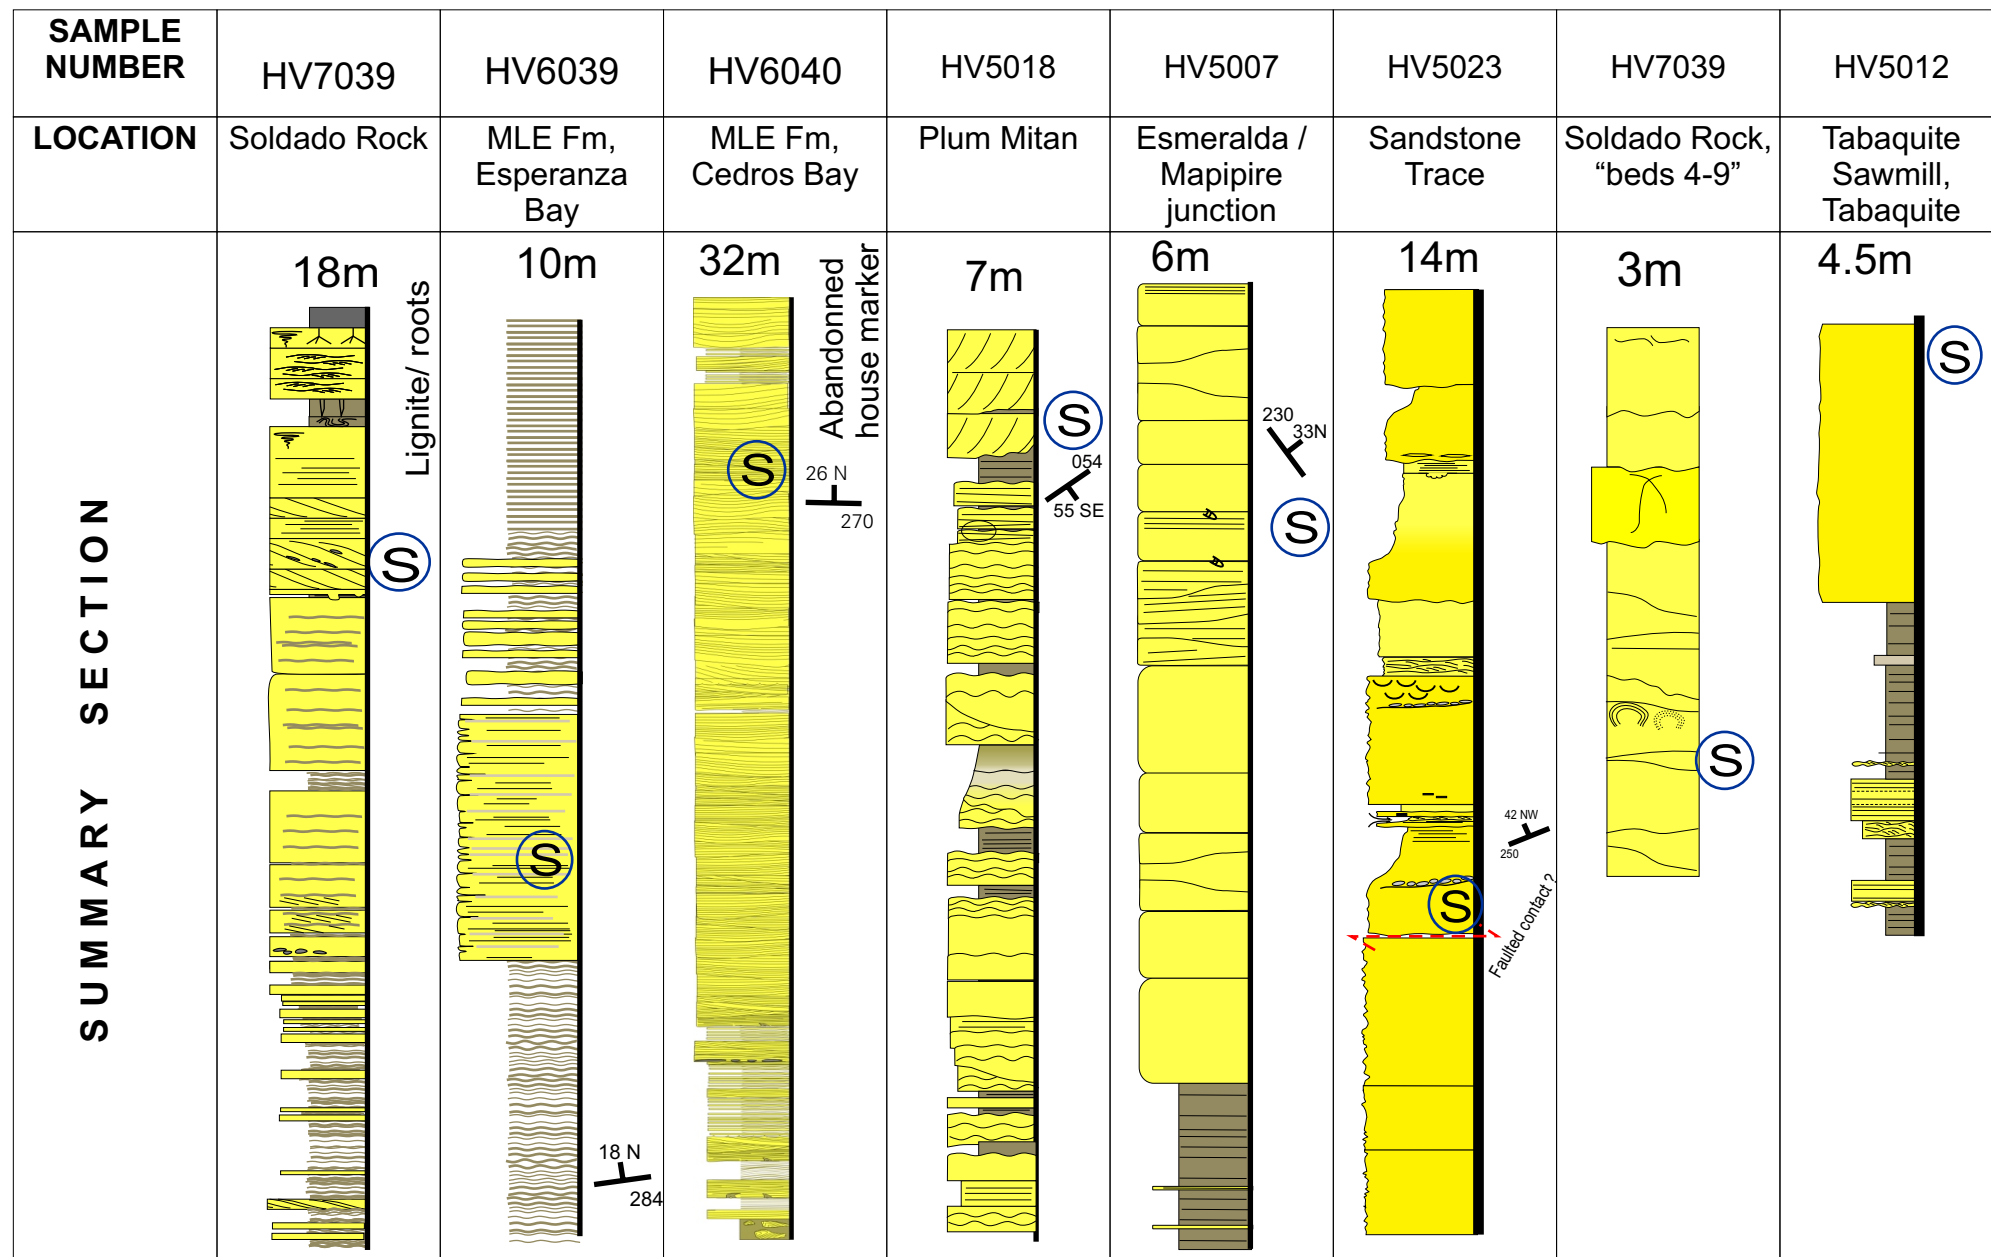 SAMPLE
NUMBER
HV7039
HV6039
HV6040
HV5018
HV5007
HV5023
HV7039
HV5012
LOCATION
Soldado Rock
MLE Fm,
Esperanza
Bay
MLE Fm,
Cedros Bay
Plum Mitan
Esmeralda /
Mapipire
junction
Sandstone
Trace
Soldado Rock,
“beds 4-9”
Tabaquite
Sawmill,
Tabaquite
SUMMARY SECTION
18m
Lignite/ roots
S
10m
S
18 N
284
32m
Abandonned
house marker
S
26 N
270
7m
S
054
55 SE
6m
230
33N
S
14m
42 NW
250
S
Faulted contact ?
3m
S
4.5m
S